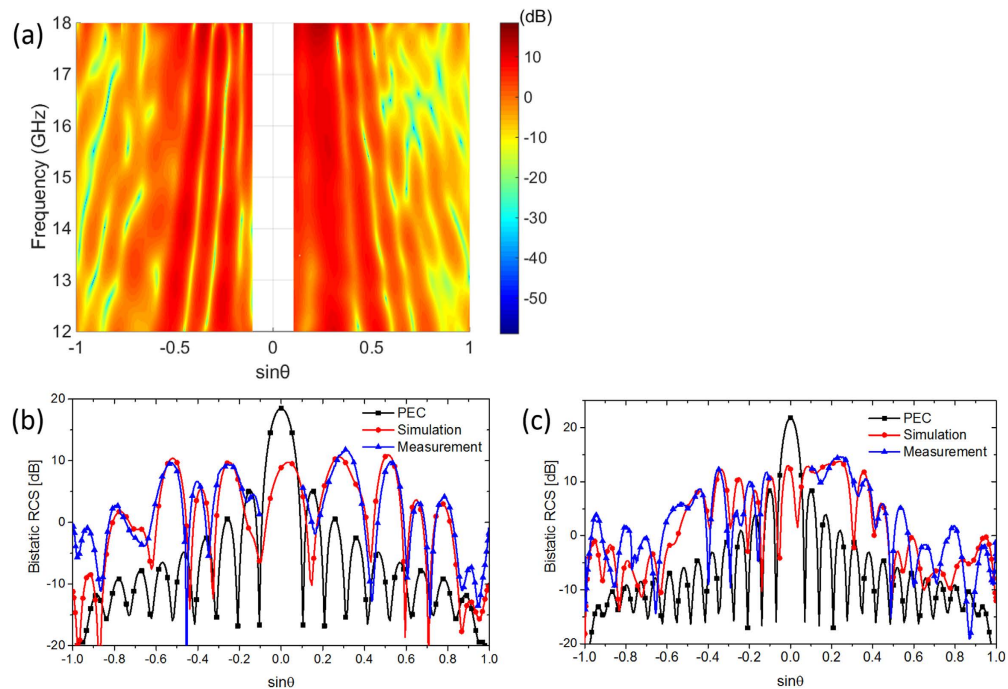 (a)
(dB)
18
17
16
15
14
13
12
Frequency (GHz)
-1
-0.5
0
0.5
1
sinθ
10
0
-10
-20
-30
-40
-50
(b)
20
10
0
-10
-20
Bistatic RCS [dB]
PEC
Simulation
Measurement
-1.0 -0.8 -0.6 -0.4 -0.2 0.0 0.2 0.4 0.6 0.8 1.0
sinθ
(c)
20
10
0
-10
-20
Bistatic RCS [dB]
PEC
Simulation
Measurement
-1.0 -0.8 -0.6 -0.4 -0.2 0.0 0.2 0.4 0.6 0.8 1.0
sinθ